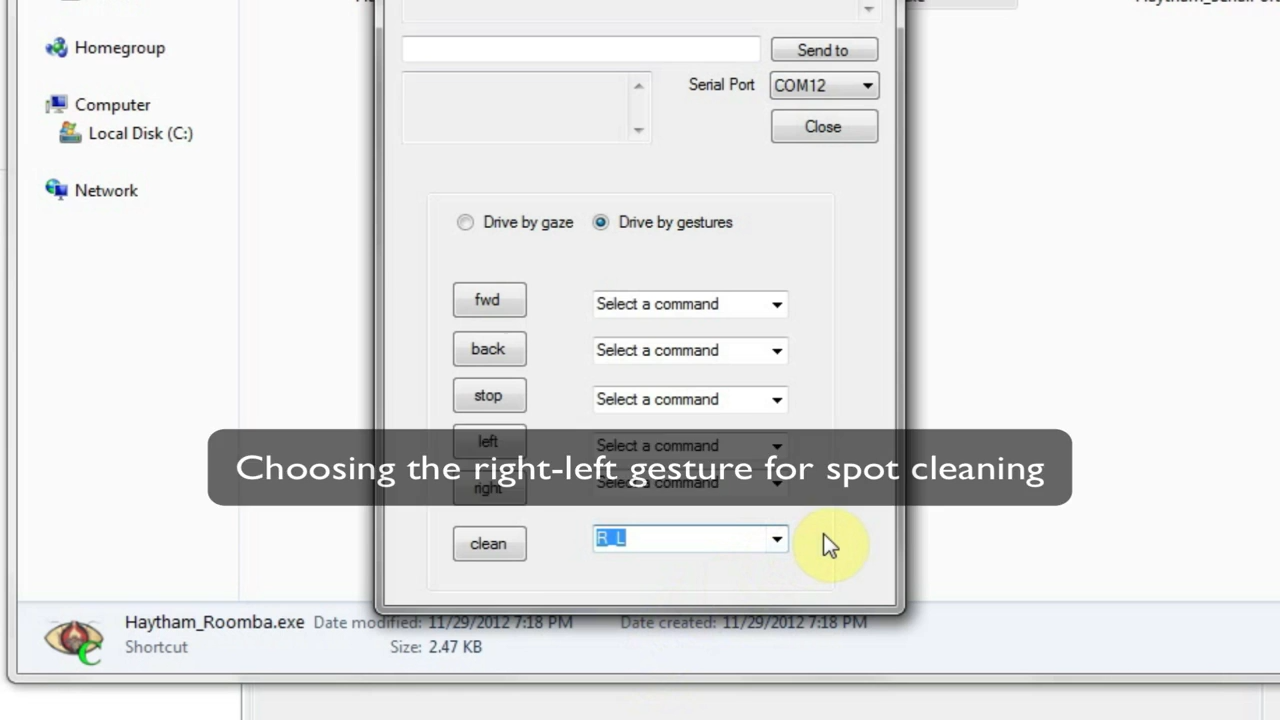 Homegroup
Send to
Serial Port COM12
Computer
Local Disk (C:)
Close
Network
Drive by gaze Drive by gestures
fwd Select a command
back Select a command
stop Select a command
left Select a command
Choosing the right-left gesture for spot cleaning
right Select a command
clean R_L
Haytham_Roomba.exe Date modified: 11/29/2012 7:18 PM Date created: 11/29/2012 7:18 PM
Shortcut Size: 2.47 KB